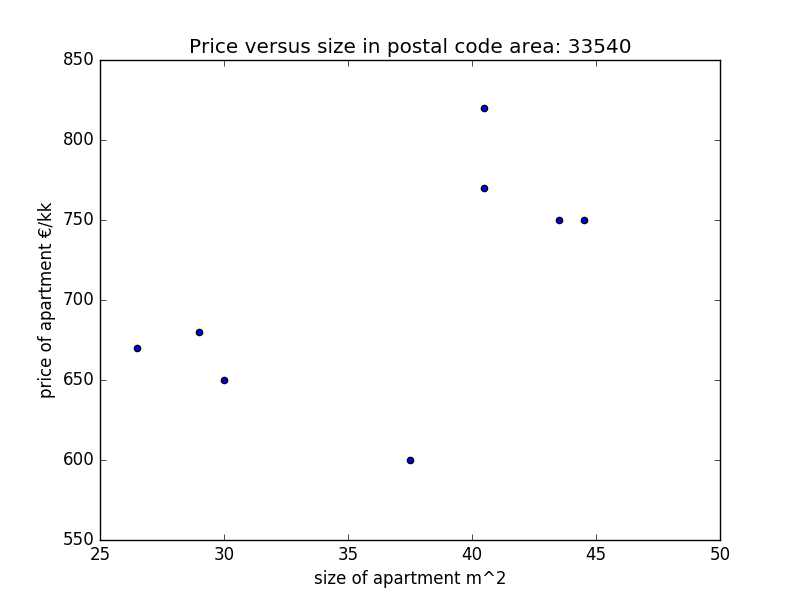 Price versus size in postal code area: 33540
850
800
750
700
650
600
550
price of apartment €/kk
25 30 35 40 45 50
size of apartment m^2